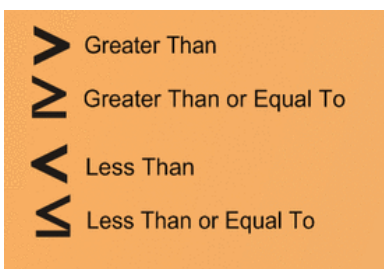 > Greater Than
≥ Greater Than or Equal To
< Less Than
≤ Less Than or Equal To